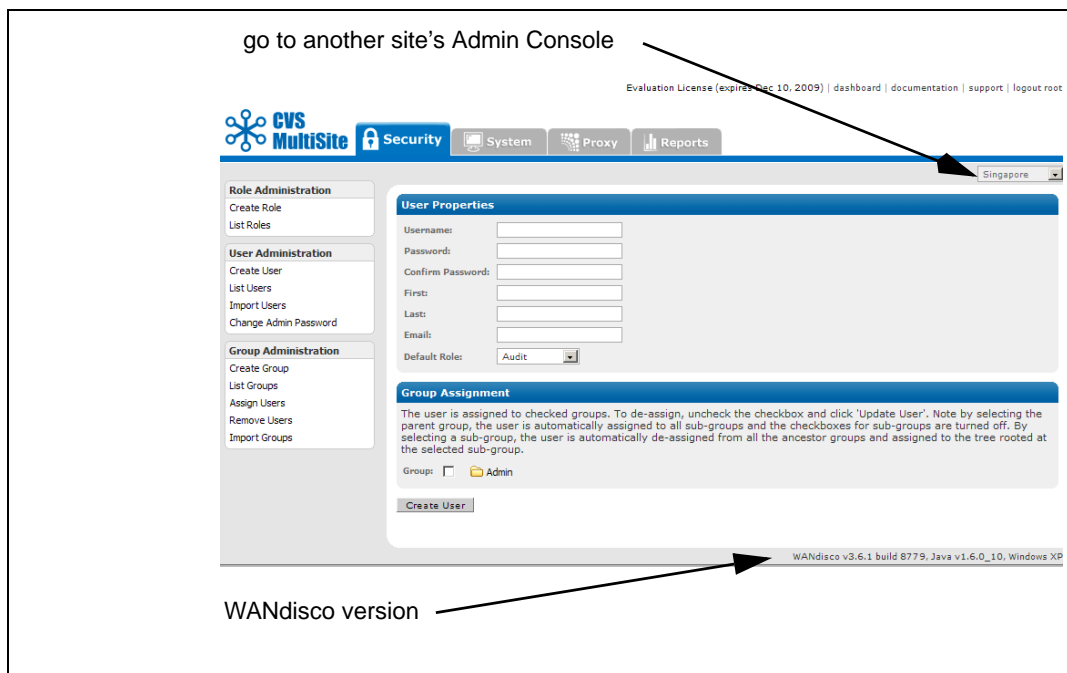 go to another site's Admin Console
Evaluation License (expires Dec 10, 2009) | dashboard | documentation | support | logout root
CVS
MultiSite
Security
System
Proxy
Reports
Singapore
Role Administration
Create Role
List Roles
User Administration
Create User
List Users
Import Users
Change Admin Password
Group Administration
Create Group
List Groups
Assign Users
Remove Users
Import Groups
User Properties
Username:
Password:
Confirm Password:
First:
Last:
Email:
Default Role: Audit
Group Assignment
The user is assigned to checked groups. To de-assign, uncheck the checkbox and click 'Update User'. Note by selecting the
parent group, the user is automatically assigned to all sub-groups and the checkboxes for sub-groups are turned off. By
selecting a sub-group, the user is automatically de-assigned from all the ancestor groups and assigned to the tree rooted at
the selected sub-group.
Group: Admin
Create User
WANdisco v3.6.1 build 8779, Java v1.6.0_10, Windows XP
WANdisco version